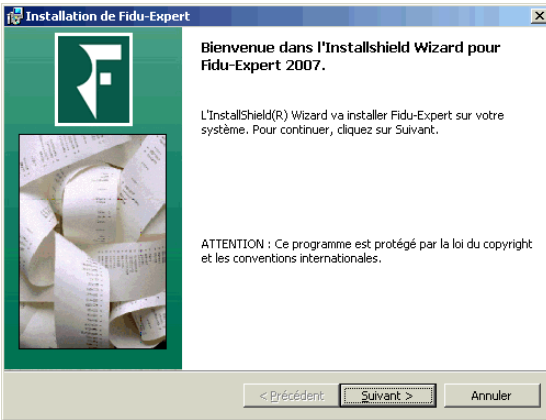 Installation de Fidu-Expert
Bienvenue dans l'Installshield Wizard pour
Fidu-Expert 2007.
L'InstallShield(R) Wizard va installer Fidu-Expert sur votre
système. Pour continuer, cliquez sur Suivant.
ATTENTION : Ce programme est protégé par la loi du copyright
et les conventions internationales.
< Précédent
Suivant >
Annuler